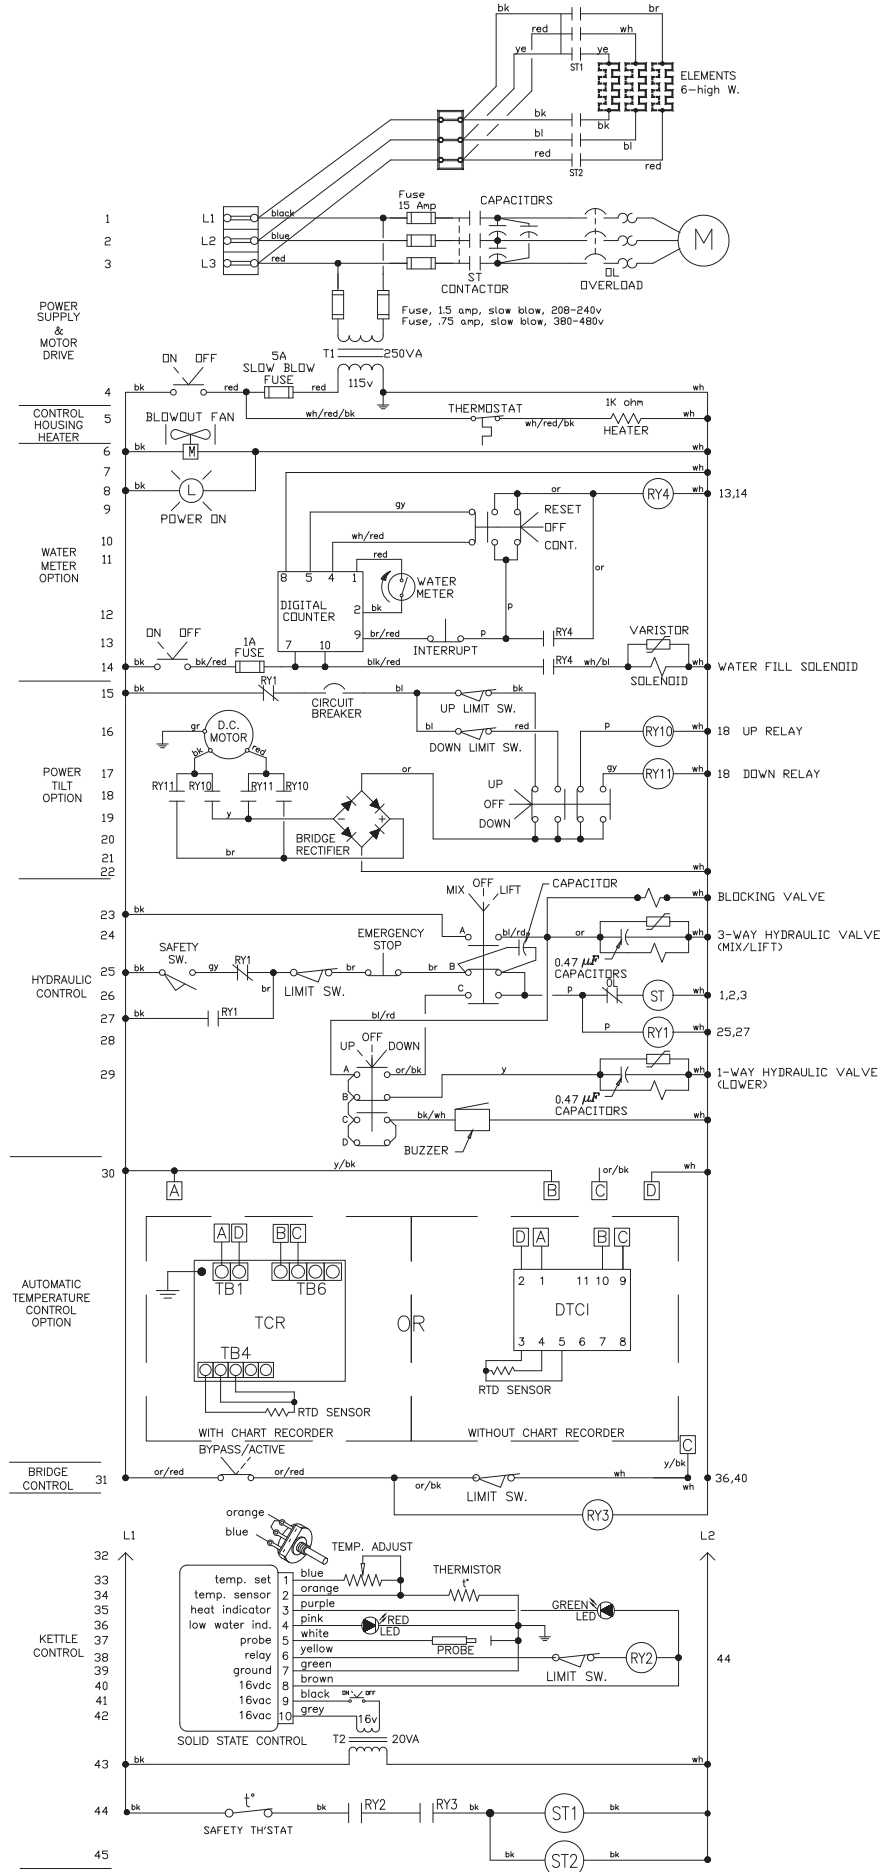 bk br
red wh
ye ye
ST1
ELEMENTS
6-high W.
bk
bk
bl
bl
red
red
ST2
Fuse
15 Amp
CAPACITORS
1 L1 black
2 L2 blue
M
3 L3 red
ST
CONTACTOR
OL
OVERLOAD
POWER
SUPPLY
&
MOTOR
DRIVE
Fuse, 1.5 amp, slow blow, 208-240v
Fuse, .75 amp, slow blow, 380-480v
T1 250VA
ON OFF
5A
SLOW BLOW
FUSE
115v
4 bk red red wh
CONTROL
HOUSING
HEATER
5 wh/red/bk THERMOSTAT wh/red/bk 1K ohm HEATER wh
BLOWOUT FAN
6 bk M wh
7 wh
8 bk L or RY4 wh 13,14
POWER ON
9 gy RESET
OFF
CONT.
10 wh/red
11 red
WATER
METER
OPTION
or
8 5 4 1
WATER
METER
DIGITAL
COUNTER
2 bk
p
12
9 br/red p RY4
INTERRUPT
13 ON OFF 1A
FUSE
7 10
VARISTOR
14 bk bk/red blk/red RY4 wh/bl wh WATER FILL SOLENOID
SOLENOID
15 bk RY1 CIRCUIT
BREAKER
bl bk
UP LIMIT SW.
16 gr D.C.
MOTOR
bl red p RY10 wh 18 UP RELAY
DOWN LIMIT SW.
bk red
POWER
TILT
OPTION
17 or gy RY11 wh 18 DOWN RELAY
18 RY11 RY10 RY11 RY10
UP
OFF
DOWN
19 y - +
20 BRIDGE
RECTIFIER
21 br
22
wh
MIX OFF LIFT CAPACITOR
wh BLOCKING VALVE
23 bk
24 A bl/rd or wh 3-WAY HYDRAULIC VALVE
(MIX/LIFT)
SAFETY
SW.
EMERGENCY
STOP
0.47 µF
CAPACITORS
HYDRAULIC
CONTROL
25 bk gy RY1 br br B
LIMIT SW.
br
26 C p OL ST wh 1,2,3
27 bk RY1 bl/rd
28 p RY1 wh 25,27
UP OFF DOWN
29 A or/bk y wh 1-WAY HYDRAULIC VALVE
(LOWER)
B
0.47 µF
CAPACITORS
C bk/wh wh
D
BUZZER
30 y/bk or/bk wh
A B C D
A D B C
TB1 TB6
TCR
TB4
RTD SENSOR
WITH CHART RECORDER
AUTOMATIC
TEMPERATURE
CONTROL
OPTION
OR
D A B C
2 1 11 10 9
DTCI
3 4 5 6 7 8
RTD SENSOR
WITHOUT CHART RECORDER
C
y/bk
BYPASS/ACTIVE
BRIDGE
CONTROL
31 or/red or/red or/bk wh wh 36,40
LIMIT SW.
RY3
L1 L2
orange
blue
32
TEMP. ADJUST
THERMISTOR
t°
33 temp. set 1 blue
34 temp. sensor 2 orange
35 heat indicator 3 purple GREEN
LED
36 low water ind. 4 pink RED
LED
KETTLE
CONTROL
37 probe 5 white PROBE
38 relay 6 yellow LIMIT SW. RY2 44
39 ground 7 green
40 16vdc 8 brown
41 16vac 9 black ON OFF
42 16vac 10 grey 16v
SOLID STATE CONTROL
T2 20VA
43 bk wh
44 bk t° bk RY2 RY3 bk ST1 bk
SAFETY TH'STAT
45 bk ST2 bk